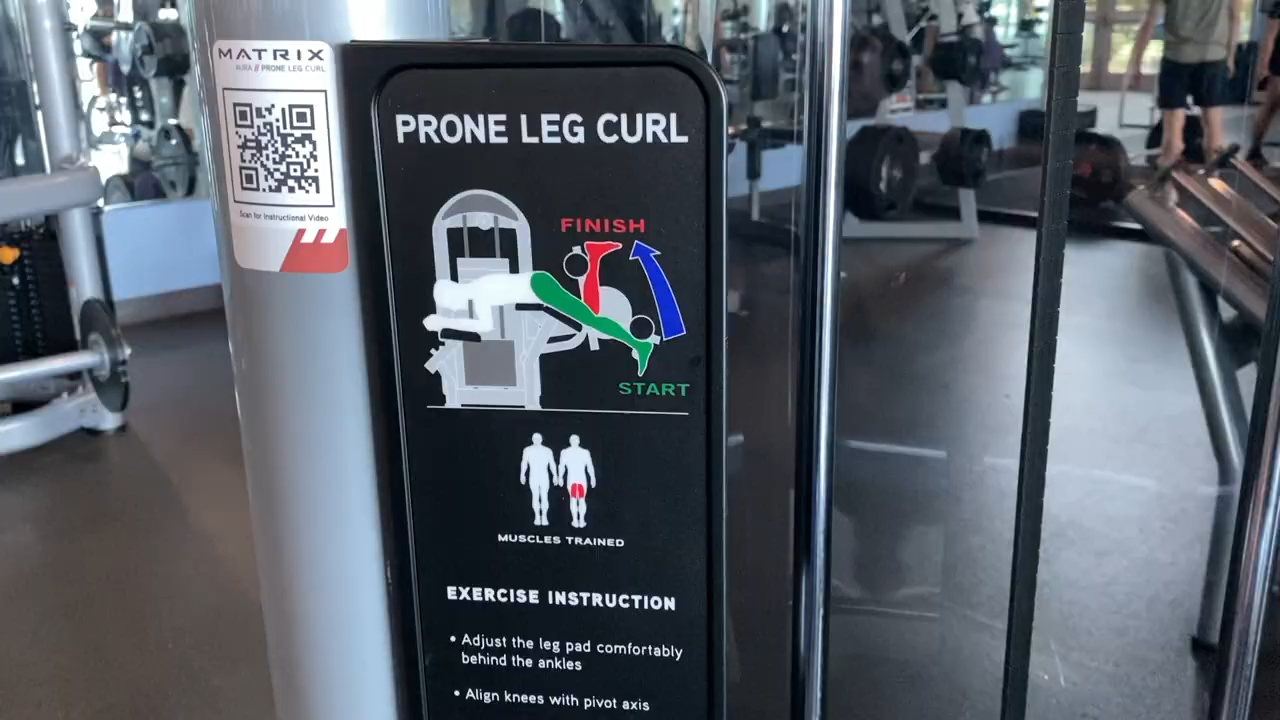 MATRIX
AURA // PRONE LEG CURL
Scan for Instructional Video
PRONE LEG CURL
FINISH
START
MUSCLES TRAINED
EXERCISE INSTRUCTION
• Adjust the leg pad comfortably
behind the ankles
• Align knees with pivot axis